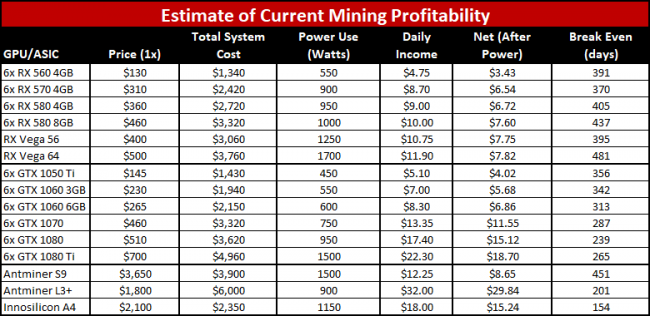 Estimate of Current Mining Profitability
GPU/ASIC Price (1x) Total System Cost Power Use (Watts) Daily Income Net (After Power) Break Even (days)
6x RX 560 4GB $130 $1,340 550 $4.75 $3.43 391
6x RX 570 4GB $310 $2,420 900 $8.70 $6.54 370
6x RX 580 4GB $360 $2,720 950 $9.00 $6.72 405
6x RX 580 8GB $460 $3,320 1000 $10.00 $7.60 437
RX Vega 56 $400 $3,060 1250 $10.75 $7.75 395
RX Vega 64 $500 $3,760 1700 $11.90 $7.82 481
6x GTX 1050 Ti $145 $1,430 450 $5.10 $4.02 356
6x GTX 1060 3GB $230 $1,940 550 $7.00 $5.68 342
6x GTX 1060 6GB $265 $2,150 600 $8.30 $6.86 313
6x GTX 1070 $460 $3,320 750 $13.35 $11.55 287
6x GTX 1080 $510 $3,620 950 $17.40 $15.12 239
6x GTX 1080 Ti $700 $4,960 1500 $22.30 $18.70 265
Antminer S9 $3,650 $3,900 1500 $12.25 $8.65 451
Antminer L3+ $1,800 $6,000 900 $32.00 $29.84 201
Innosilicon A4 $2,100 $2,350 1150 $18.00 $15.24 154